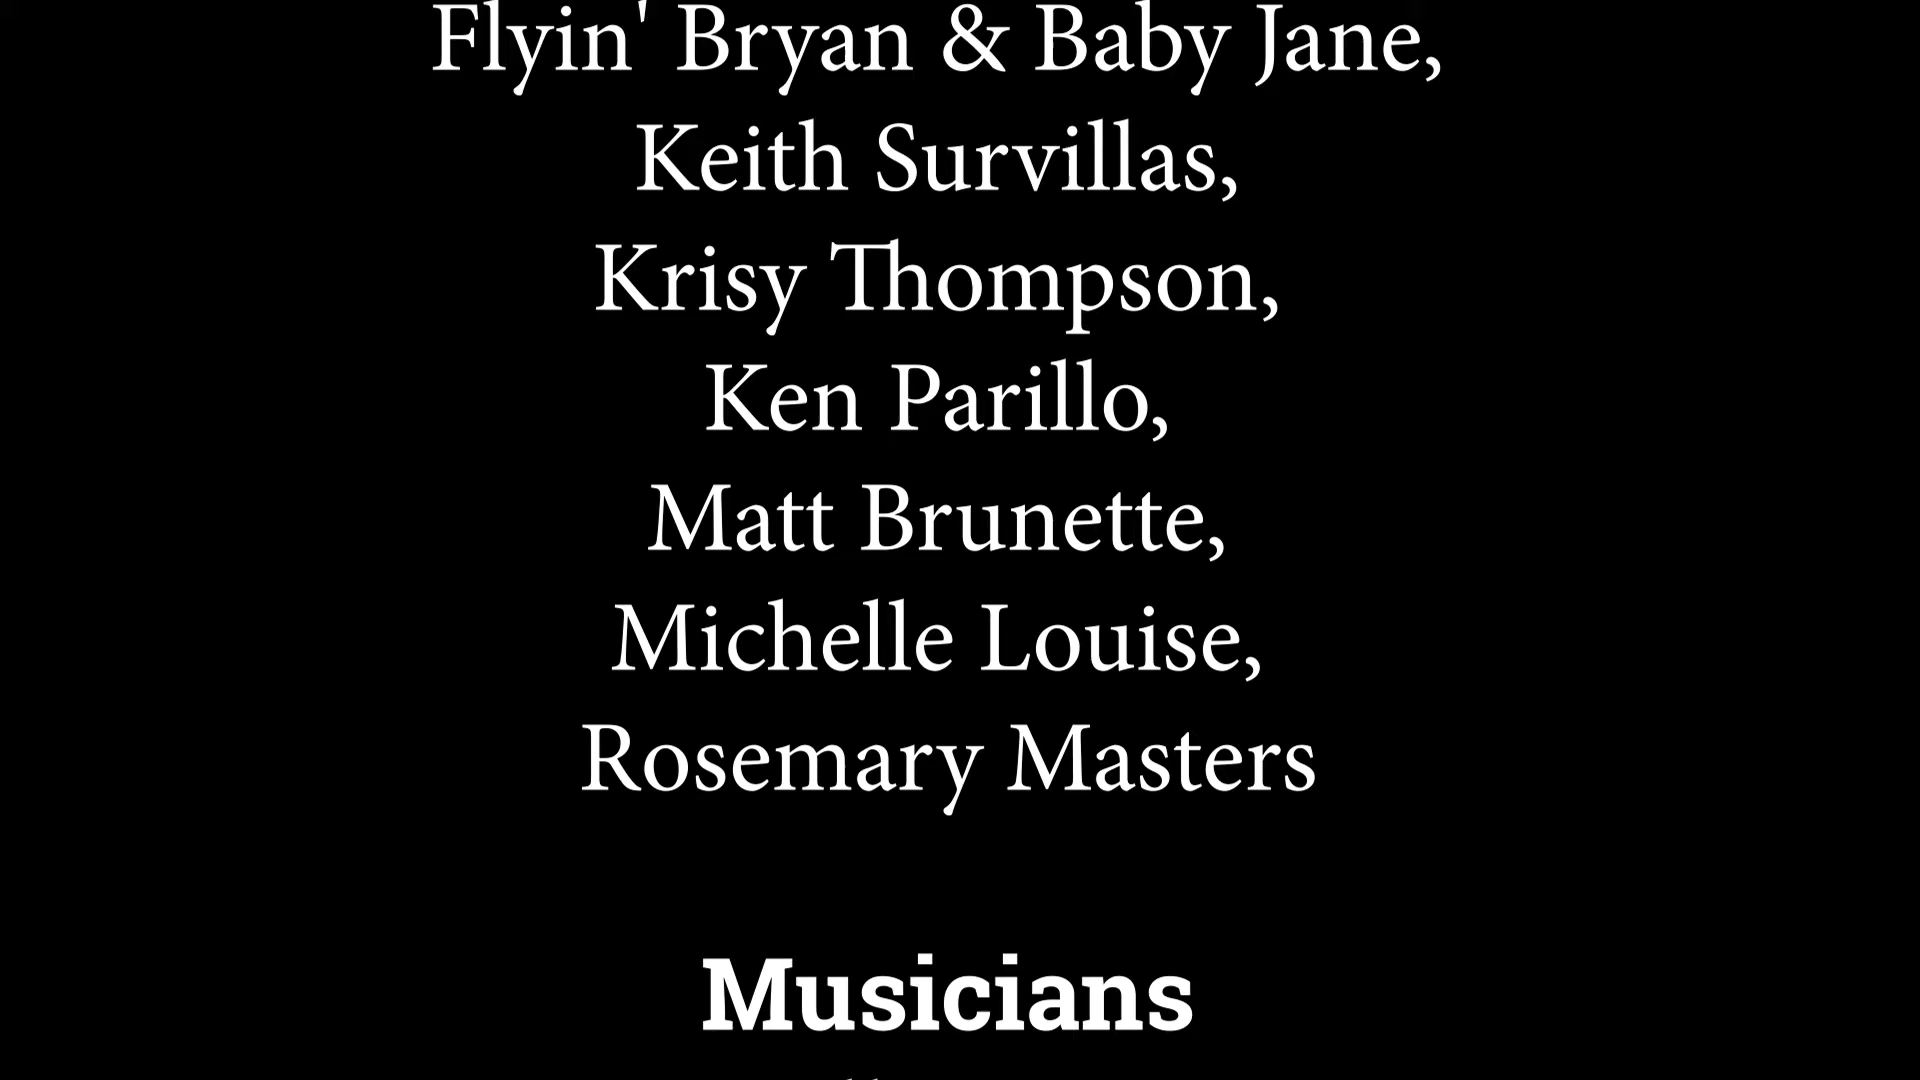 Flyin' Bryan & Baby Jane,
Keith Survillas,
Krisy Thompson,
Ken Parillo,
Matt Brunette,
Michelle Louise,
Rosemary Masters
Musicians